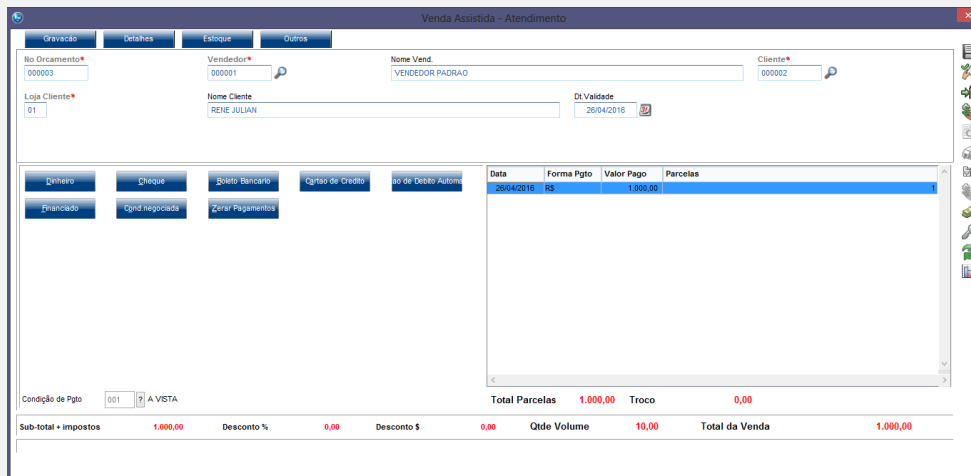 Venda Assistida - Atendimento
Gravacão Detalhes Estoque Outros
No Orcamento* Vendedor* Nome Vend. Cliente*
000003 000001 VENDEDOR PADRAO 000002
Loja Cliente* Nome Cliente Dt.Validade
01 RENE JULIAN 26/04/2016
Dinheiro Cheque Boleto Bancario Cartao de Credito ao de Debito Automa
Financiado Cond.negociada Zerar Pagamentos
Data Forma Pgto Valor Pago Parcelas
26/04/2016 R$ 1.000,00 1
Condição de Pgto 001 ? A VISTA
Total Parcelas 1.000,00 Troco 0,00
Sub-total + impostos 1.000,00 Desconto % 0,00 Desconto $ 0,00 Qtde Volume 10,00 Total da Venda 1.000,00